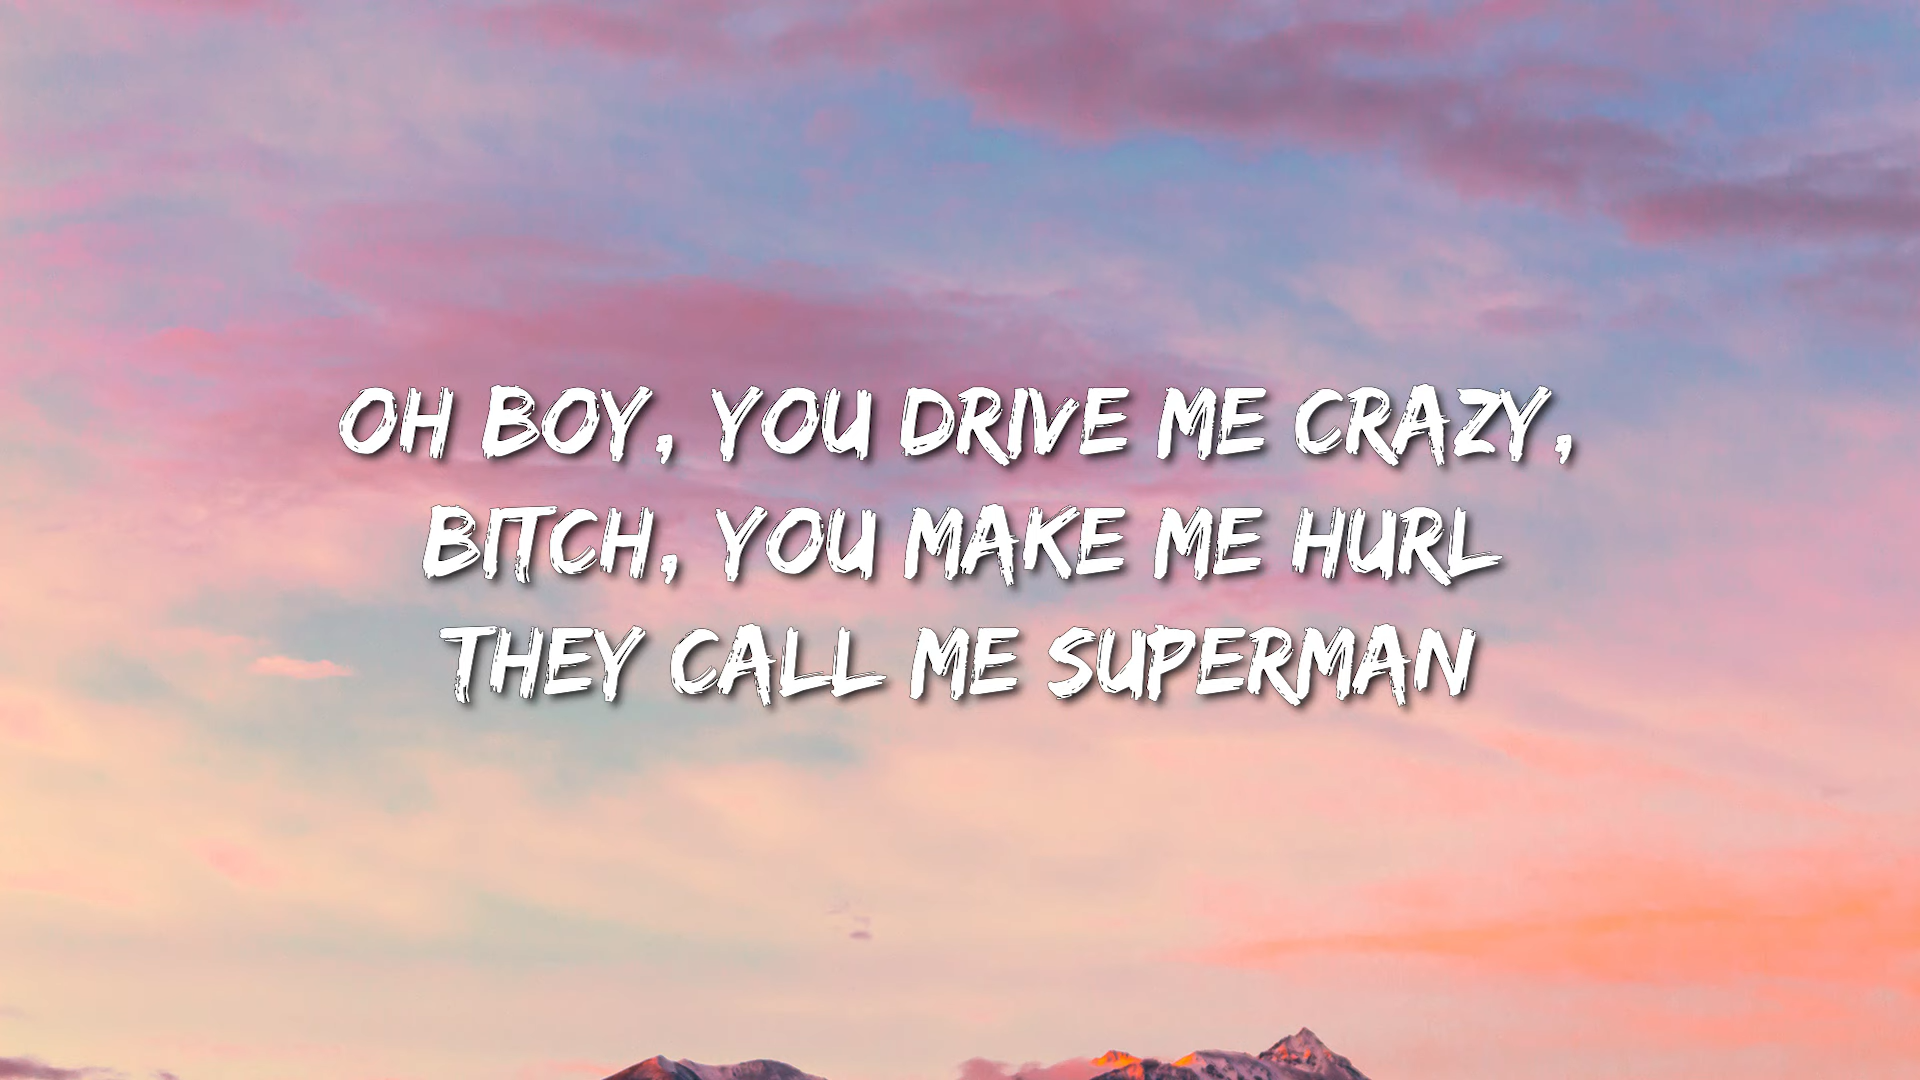 OH BOY, YOU DRIVE ME CRAZY,
BITCH, YOU MAKE ME HURL
THEY CALL ME SUPERMAN